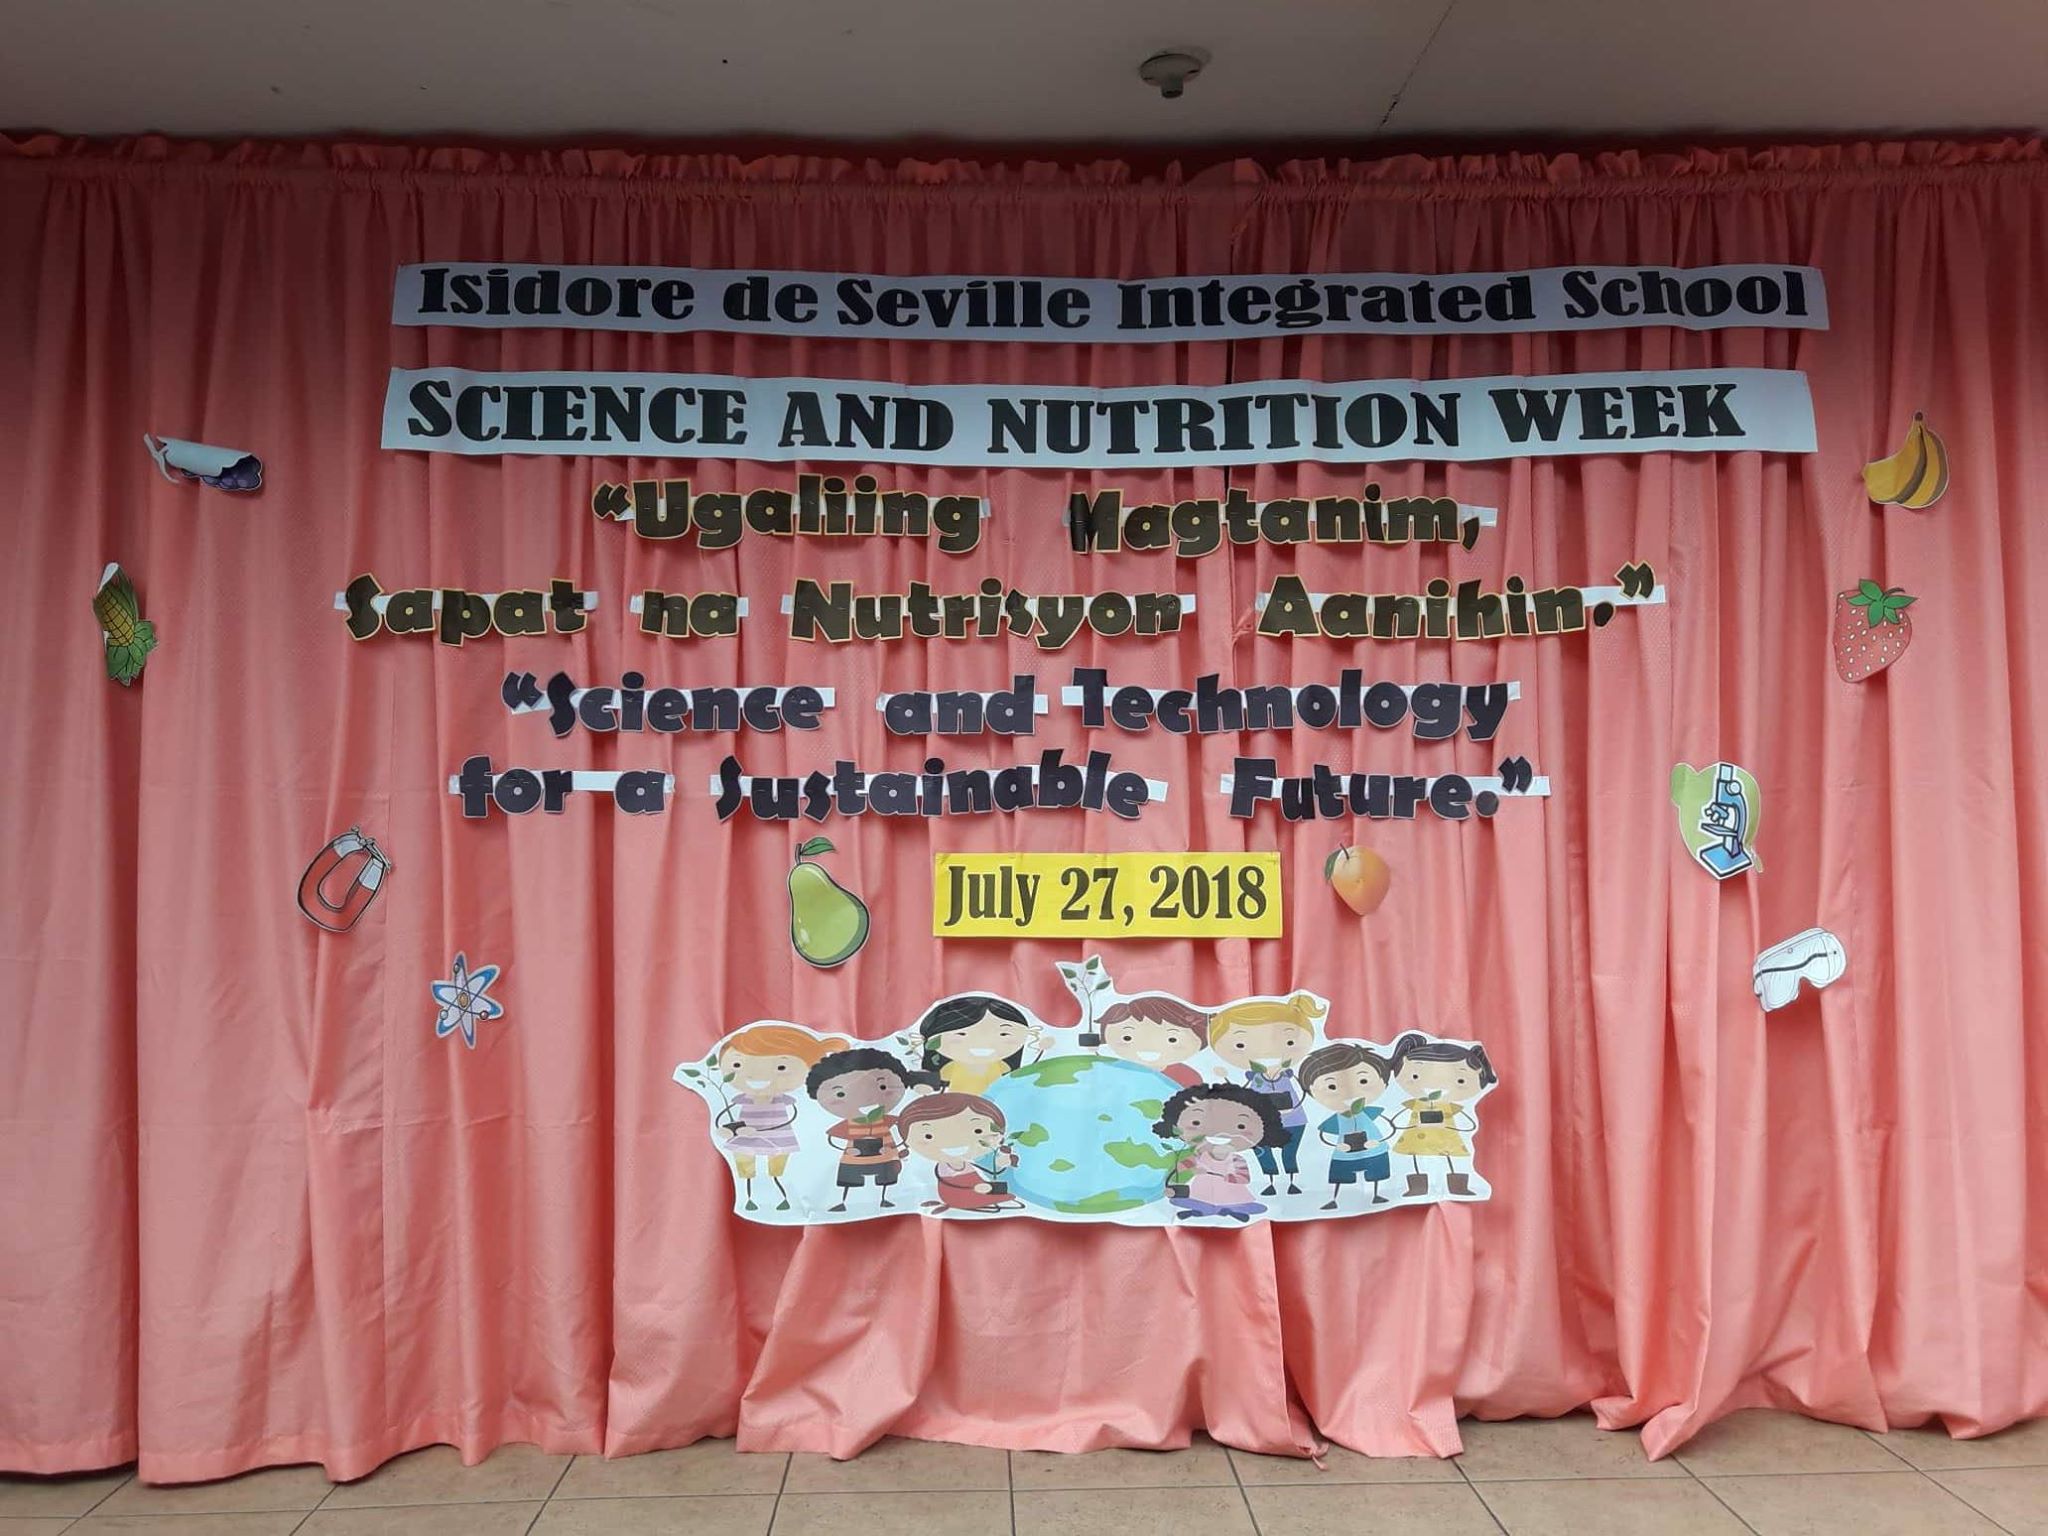 Isidore de Seville Integrated School
SCIENCE AND NUTRITION WEEK
“Ugaliing Magtanim,
Sapat na Nutrisyon Aanihin.”
“Science and Technology
for a Sustainable Future.”
July 27, 2018